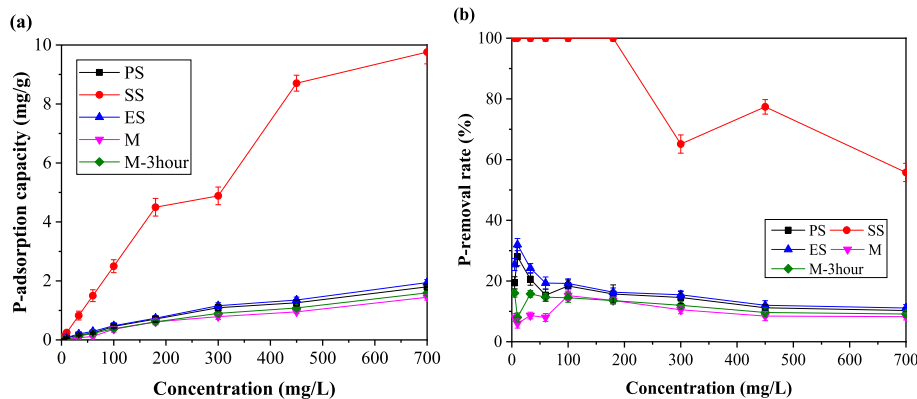 (a)
P-adsorption capacity (mg/g)
10
8
6
4
2
0
PS
SS
ES
M
M-3hour
0 100 200 300 400 500 600 700
Concentration (mg/L)
(b)
P-removal rate (%)
100
80
60
40
20
0
PS SS
ES M
M-3hour
0 100 200 300 400 500 600 700
Concentration (mg/L)